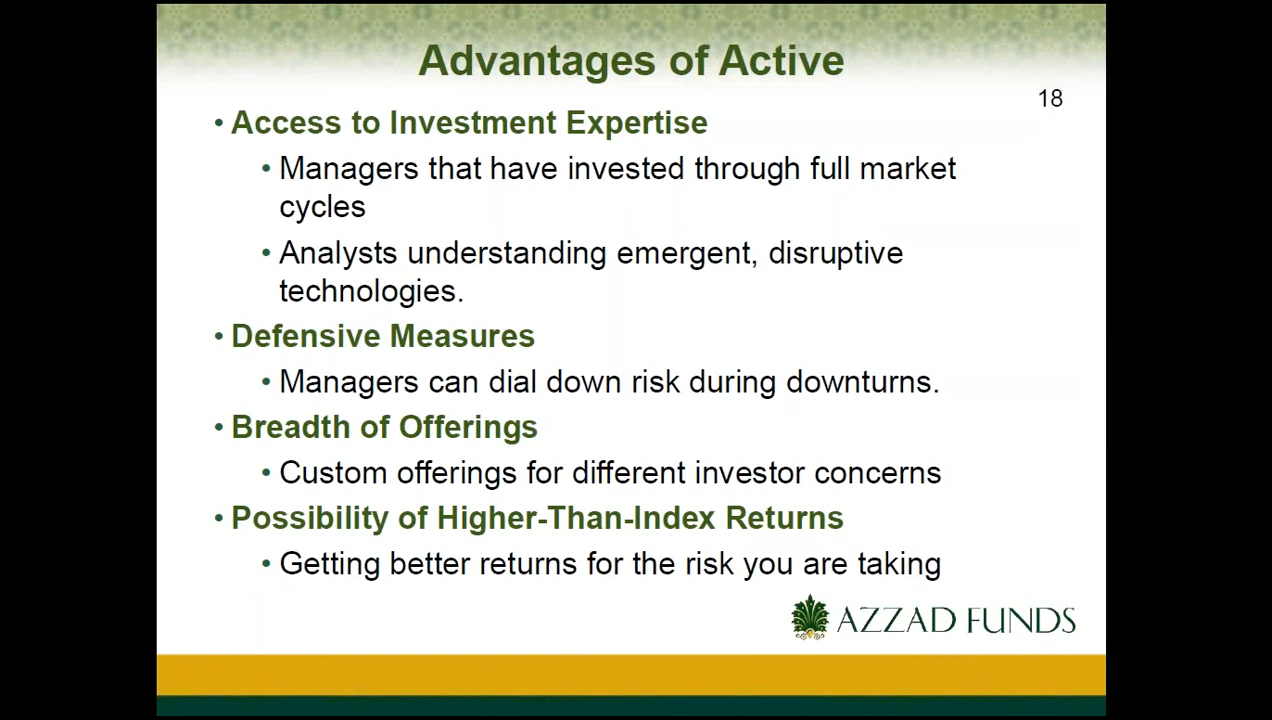 Advantages of Active
18
• Access to Investment Expertise
• Managers that have invested through full market
cycles
• Analysts understanding emergent, disruptive
technologies.
• Defensive Measures
• Managers can dial down risk during downturns.
• Breadth of Offerings
• Custom offerings for different investor concerns
• Possibility of Higher-Than-Index Returns
• Getting better returns for the risk you are taking
AZZAD FUNDS